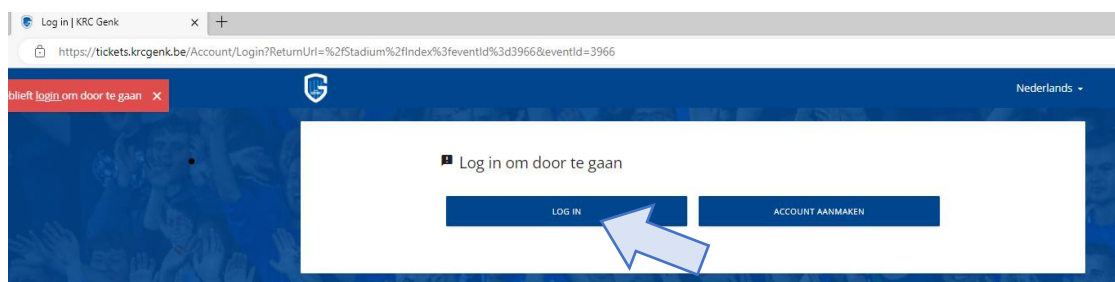 Log in | KRC Genk
https://tickets.krcgenk.be/Account/Login?ReturnUrl=%2fStadium%2fIndex%3feventId%3d3966&eventId=3966
blieft login om door te gaan
Nederlands
Log in om door te gaan
LOG IN
ACCOUNT AANMAKEN